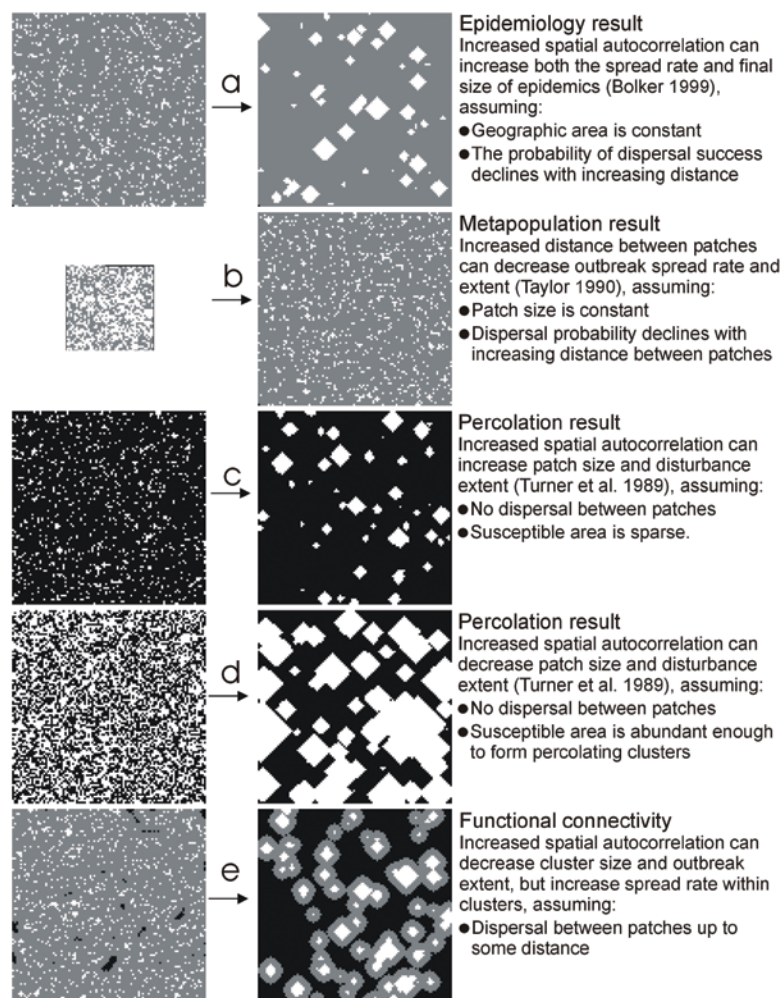 a
Epidemiology result
Increased spatial autocorrelation can
increase both the spread rate and final
size of epidemics (Bolker 1999),
assuming:
●Geographic area is constant
●The probability of dispersal success
declines with increasing distance
b
Metapopulation result
Increased distance between patches
can decrease outbreak spread rate and
extent (Taylor 1990), assuming:
●Patch size is constant
●Dispersal probability declines with
increasing distance between patches
c
Percolation result
Increased spatial autocorrelation can
increase patch size and disturbance
extent (Turner et al. 1989), assuming:
●No dispersal between patches
●Susceptible area is sparse.
d
Percolation result
Increased spatial autocorrelation can
decrease patch size and disturbance
extent (Turner et al. 1989), assuming:
●No dispersal between patches
●Susceptible area is abundant enough
to form percolating clusters
e
Functional connectivity
Increased spatial autocorrelation can
decrease cluster size and outbreak
extent, but increase spread rate within
clusters, assuming:
●Dispersal between patches up to
some distance